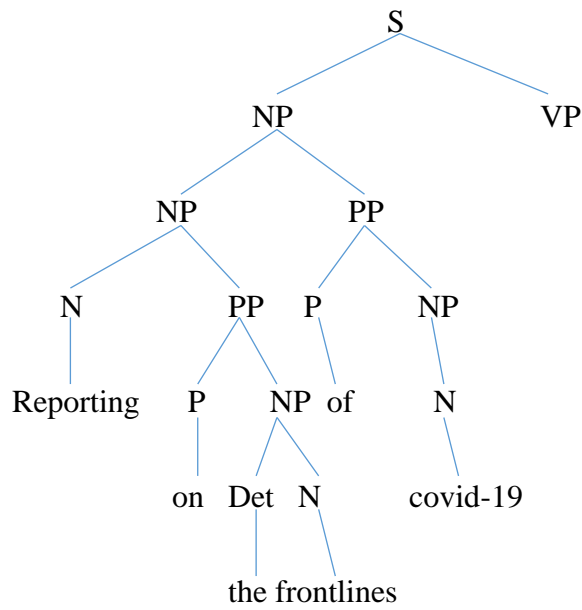 S
NP VP
NP PP
N PP P NP
Reporting P NP of N
on Det N covid-19
the frontlines